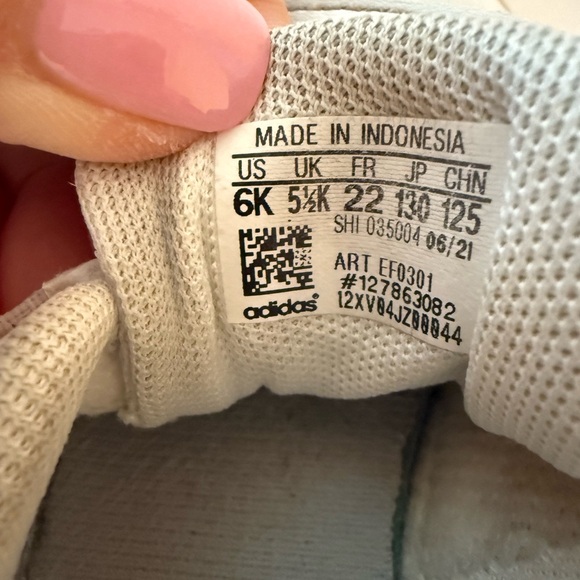 MADE IN INDONESIA
US UK FR JP CHN
6K 5½K 22 130 125
SHI 035004 06/21
ART EF0301
#127863082
12XV04JZ00044
adidas®